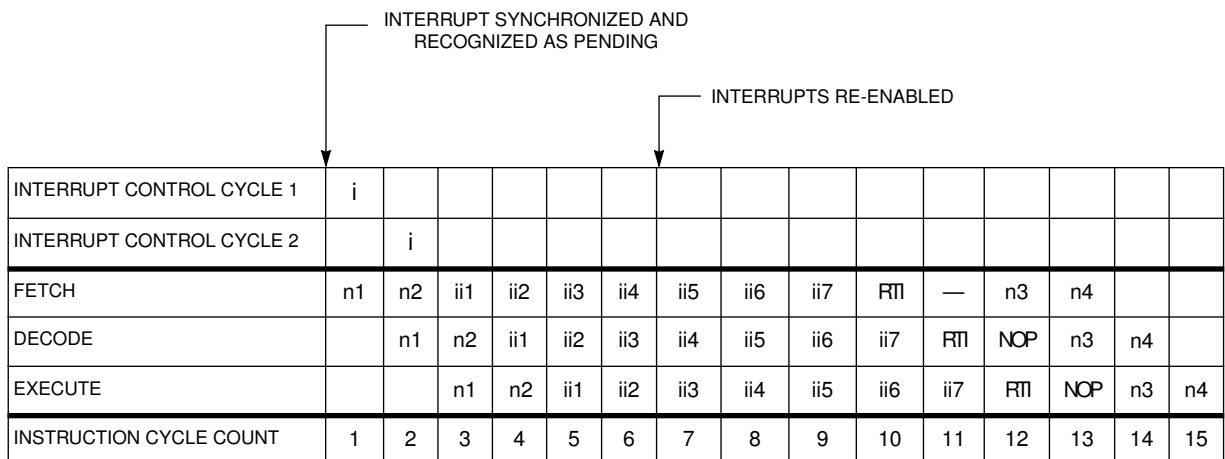 INTERRUPT SYNCHRONIZED AND
RECOGNIZED AS PENDING
INTERRUPTS RE-ENABLED
INTERRUPT CONTROL CYCLE 1 i
INTERRUPT CONTROL CYCLE 2 i
FETCH n1 n2 ii1 ii2 ii3 ii4 ii5 ii6 ii7 RTI — n3 n4
DECODE n1 n2 ii1 ii2 ii3 ii4 ii5 ii6 ii7 RTI NOP n3 n4
EXECUTE n1 n2 ii1 ii2 ii3 ii4 ii5 ii6 ii7 RTI NOP n3 n4
INSTRUCTION CYCLE COUNT 1 2 3 4 5 6 7 8 9 10 11 12 13 14 15